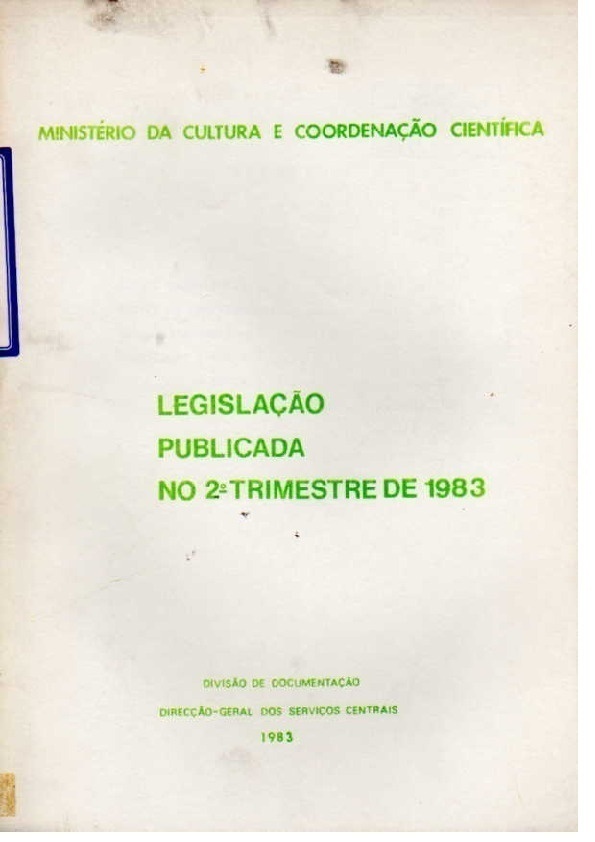 MINISTÉRIO DA CULTURA E COORDENAÇÃO CIENTÍFICA
LEGISLAÇÃO
PUBLICADA
NO 2º TRIMESTRE DE 1983
DIVISÃO DE DOCUMENTAÇÃO
DIRECÇÃO-GERAL DOS SERVIÇOS CENTRAIS
1983